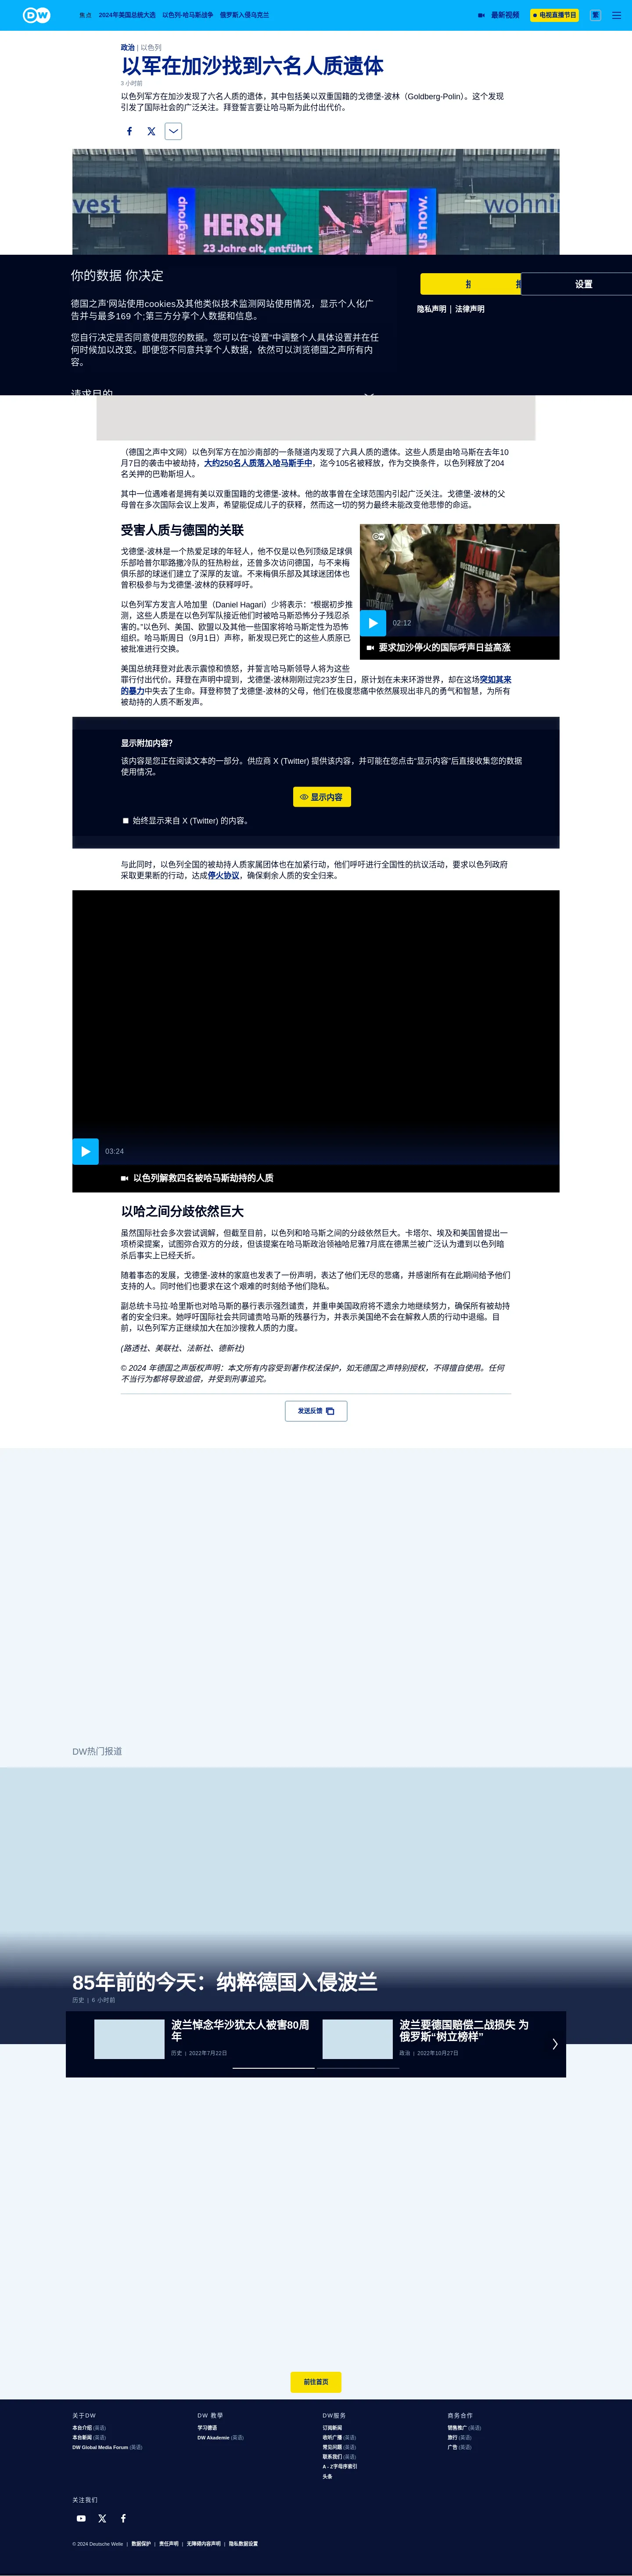 DW
焦点 2024年美国总统大选 以色列-哈马斯战争 俄罗斯入侵乌克兰 最新视频 电视直播节目 繁
政治 | 以色列
以军在加沙找到六名人质遗体
3 小时前
以色列军方在加沙发现了六名人质的遗体，其中包括美以双重国籍的戈德堡-波林（Goldberg-Polin）。这个发现
引发了国际社会的广泛关注。拜登誓言要让哈马斯为此付出代价。
vest
wohnin
w.fe.group
HERSH
23 Jahre alt, entführt
us now.
你的数据 你决定
德国之声'网站使用cookies及其他类似技术监测网站使用情况，显示个人化广
告并与最多169 个;第三方分享个人数据和信息。
您自行决定是否同意使用您的数据。您可以在“设置”中调整个人具体设置并在任
何时候加以改变。即使您不同意共享个人数据，依然可以浏览德国之声所有内
容。
请求目的
设置
隐私声明 | 法律声明
（德国之声中文网）以色列军方在加沙南部的一条隧道内发现了六具人质的遗体。这些人质是由哈马斯在去年10
月7日的袭击中被劫持，大约250名人质落入哈马斯手中，迄今105名被释放，作为交换条件，以色列释放了204
名关押的巴勒斯坦人。
其中一位遇难者是拥有美以双重国籍的戈德堡-波林。他的故事曾在全球范围内引起广泛关注。戈德堡-波林的父
母曾在多次国际会议上发声，希望能促成儿子的获释，然而这一切的努力最终未能改变他悲惨的命运。
受害人质与德国的关联
戈德堡-波林是一个热爱足球的年轻人，他不仅是以色列顶级足球俱
乐部哈普尔耶路撒冷队的狂热粉丝，还曾多次访问德国，与不来梅
俱乐部的球迷们建立了深厚的友谊。不来梅俱乐部及其球迷团体也
曾积极参与为戈德堡-波林的获释呼吁。
以色列军方发言人哈加里（Daniel Hagari）少将表示：“根据初步推
测，这些人质是在以色列军队接近他们时被哈马斯恐怖分子残忍杀
害的。”以色列、美国、欧盟以及其他一些国家将哈马斯定性为恐怖
组织。哈马斯周日（9月1日）声称，新发现已死亡的这些人质原已
被批准进行交换。
DW
02:12
要求加沙停火的国际呼声日益高涨
美国总统拜登对此表示震惊和愤怒，并誓言哈马斯领导人将为这些
罪行付出代价。拜登在声明中提到，戈德堡-波林刚刚过完23岁生日，原计划在未来环游世界，却在这场突如其来
的暴力中失去了生命。拜登称赞了戈德堡-波林的父母，他们在极度悲痛中依然展现出非凡的勇气和智慧，为所有
被劫持的人质不断发声。
显示附加内容？
该内容是您正在阅读文本的一部分。供应商 X (Twitter) 提供该内容，并可能在您点击“显示内容”后直接收集您的数据
使用情况。
显示内容
始终显示来自 X (Twitter) 的内容。
与此同时，以色列全国的被劫持人质家属团体也在加紧行动，他们呼吁进行全国性的抗议活动，要求以色列政府
采取更果断的行动，达成停火协议，确保剩余人质的安全归来。
03:24
以色列解救四名被哈马斯劫持的人质
以哈之间分歧依然巨大
虽然国际社会多次尝试调解，但截至目前，以色列和哈马斯之间的分歧依然巨大。卡塔尔、埃及和美国曾提出一
项桥梁提案，试图弥合双方的分歧，但该提案在哈马斯政治领袖哈尼雅7月底在德黑兰被广泛认为遭到以色列暗
杀后事实上已经夭折。
随着事态的发展，戈德堡-波林的家庭也发表了一份声明，表达了他们无尽的悲痛，并感谢所有在此期间给予他们
支持的人。同时他们也要求在这个艰难的时刻给予他们隐私。
副总统卡马拉·哈里斯也对哈马斯的暴行表示强烈谴责，并重申美国政府将不遗余力地继续努力，确保所有被劫持
者的安全归来。她呼吁国际社会共同谴责哈马斯的残暴行为，并表示美国绝不会在解救人质的行动中退缩。目
前，以色列军方正继续加大在加沙搜救人质的力度。
(路透社、美联社、法新社、德新社)
© 2024 年德国之声版权声明：本文所有内容受到著作权法保护，如无德国之声特别授权，不得擅自使用。任何
不当行为都将导致追偿，并受到刑事追究。
发送反馈
DW热门报道
85年前的今天：纳粹德国入侵波兰
历史 | 6 小时前
波兰悼念华沙犹太人被害80周
年
历史 | 2022年7月22日
波兰要德国赔偿二战损失 为
俄罗斯“树立榜样”
政治 | 2022年10月27日
前往首页
关于DW
本台介绍 (英语)
本台新闻 (英语)
DW Global Media Forum (英语)
DW 教學
学习德语
DW Akademie (英语)
DW服务
订阅新闻
收听广播 (英语)
常见问题 (英语)
联系我们 (英语)
A - Z字母序索引
头条
商务合作
销售推广 (英语)
旅行 (英语)
广告 (英语)
关注我们
© 2024 Deutsche Welle | 数据保护 | 责任声明 | 无障碍内容声明 | 隐私数据设置